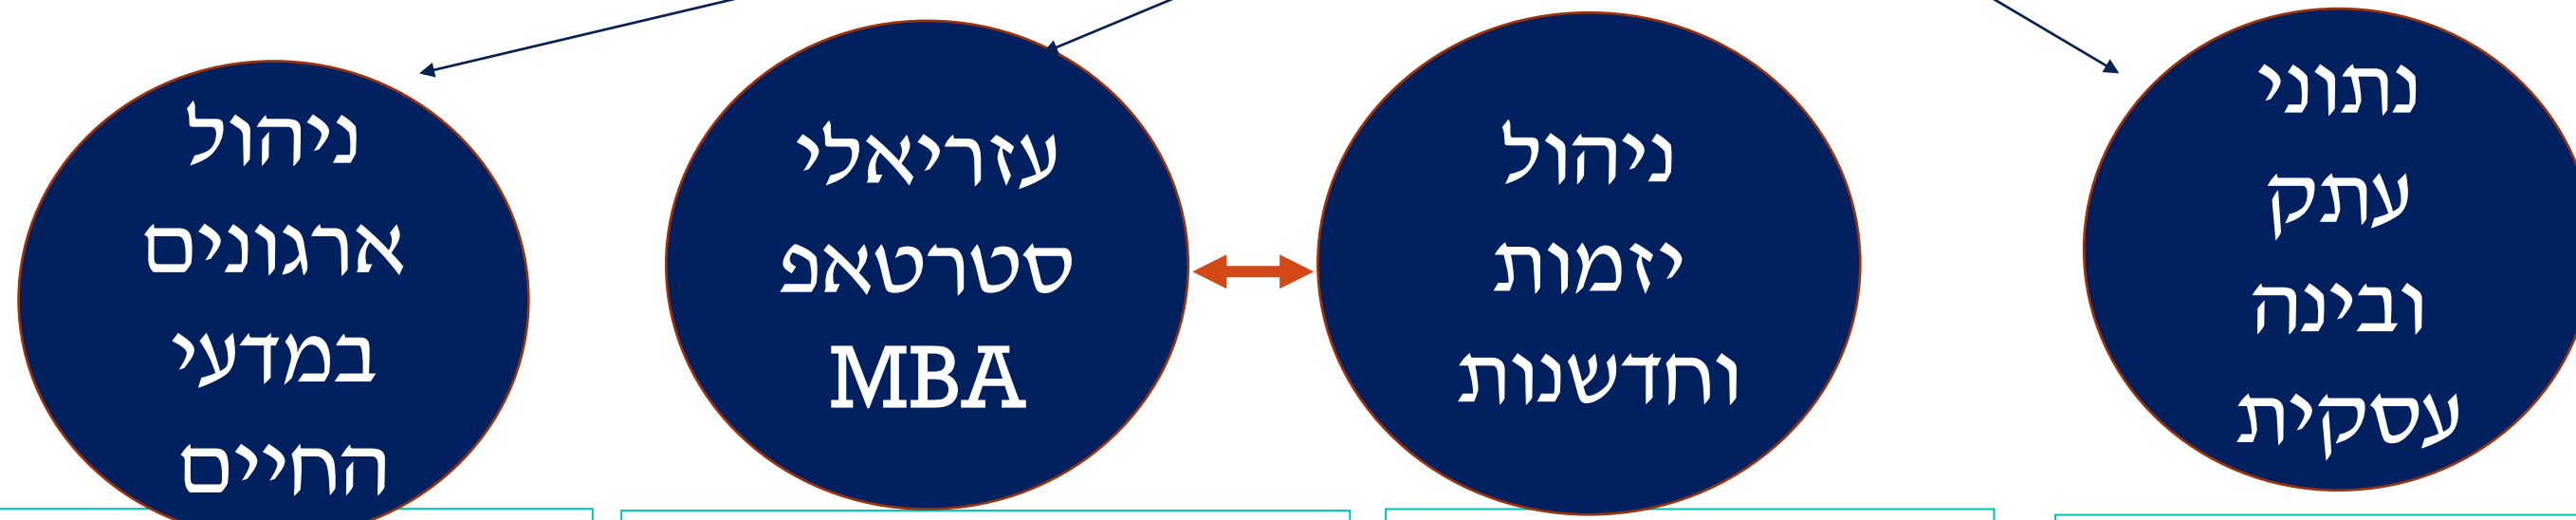 נתוני
עתק
ובינה
עסקית
ניהול
יזמות
וחדשנות
עזריאלי
סטרטאפ
MBA
ניהול
ארגונים
במדעי
החיים